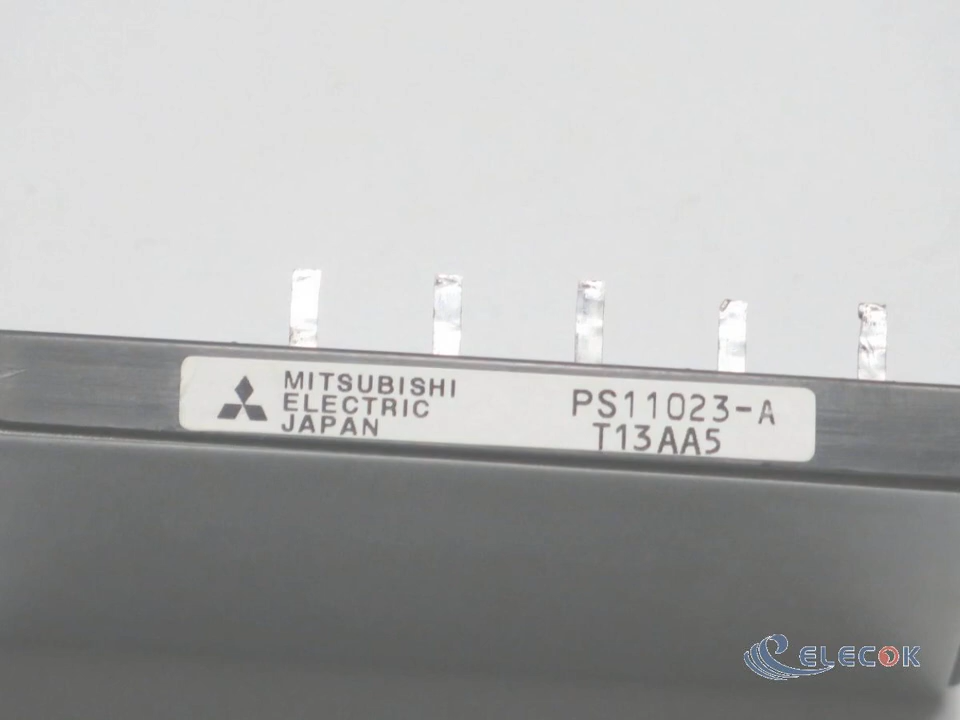 MITSUBISHI
ELECTRIC
JAPAN
PS11023-A
T13AA5
ELECOK